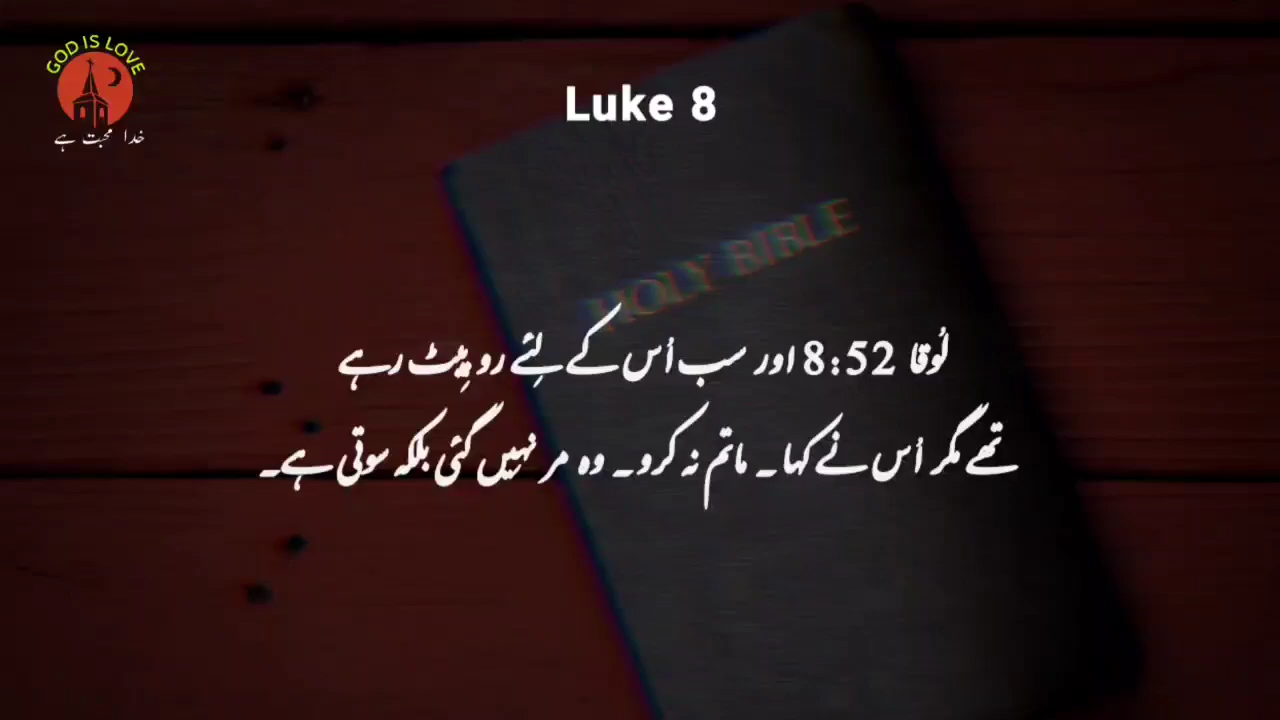 GOD IS LOVE
خدا محبت ہے
Luke 8
HOLY BIBLE
لُوقا 8:52 اور سب اُس کے لِئے رو پِیٹ رہے
تھے مگر اُس نے کہا۔ ماتم نہ کرو۔ وہ مر نہیں گئی بلکہ سوتی ہے۔